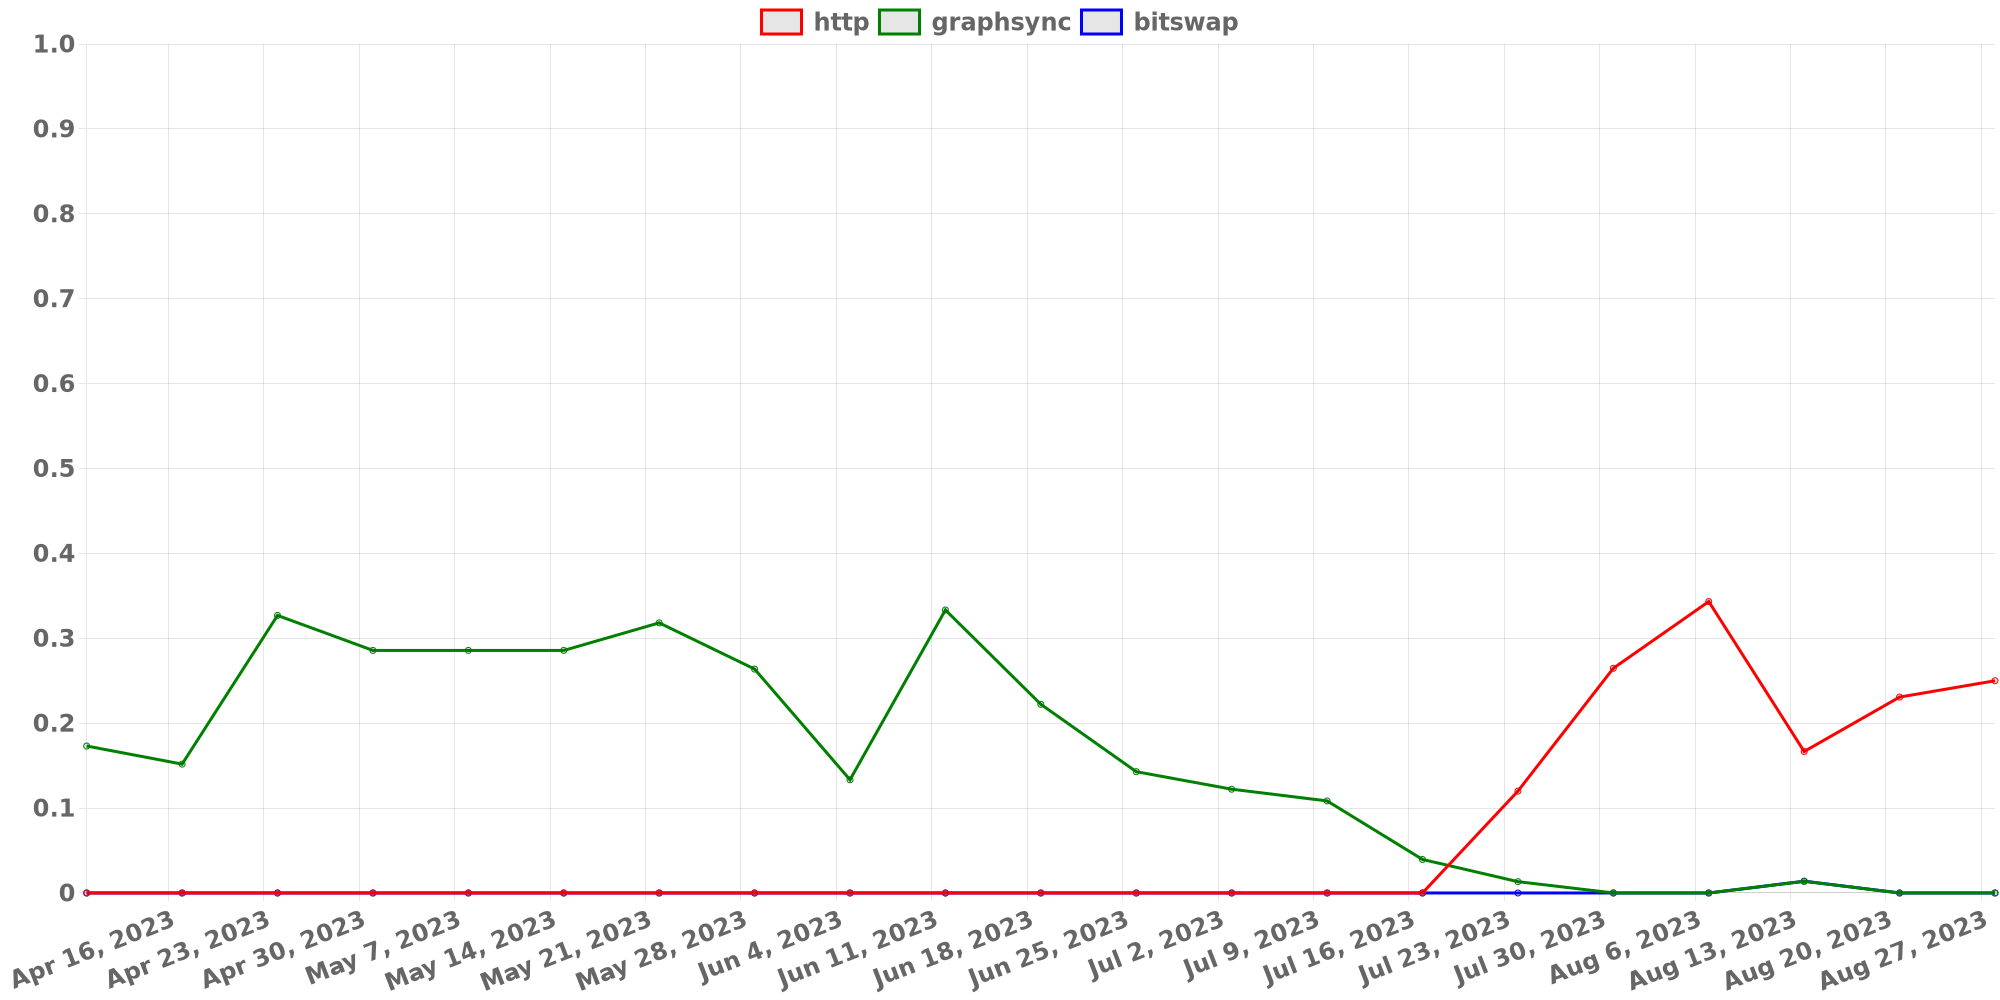 http graphsync bitswap
1.0
0.9
0.8
0.7
0.6
0.5
0.4
0.3
0.2
0.1
0
Apr 16, 2023
Apr 23, 2023
Apr 30, 2023
May 7, 2023
May 14, 2023
May 21, 2023
May 28, 2023
Jun 4, 2023
Jun 11, 2023
Jun 18, 2023
Jun 25, 2023
Jul 2, 2023
Jul 9, 2023
Jul 16, 2023
Jul 23, 2023
Jul 30, 2023
Aug 6, 2023
Aug 13, 2023
Aug 20, 2023
Aug 27, 2023